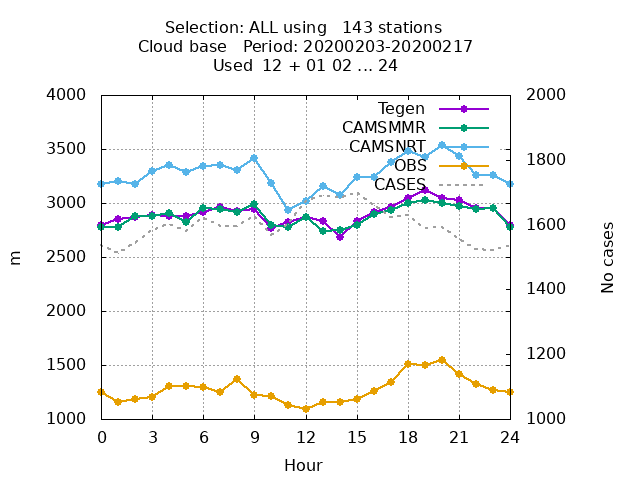 Selection: ALL using   143 stations
Cloud base   Period: 20200203-20200217
Used  12 + 01 02 ... 24
4000
3500
3000
2500
2000
1500
1000
m
2000
1800
1600
1400
1200
1000
No cases
Tegen
CAMSMMR
CAMSNRT
OBS
CASES
0 3 6 9 12 15 18 21 24
Hour